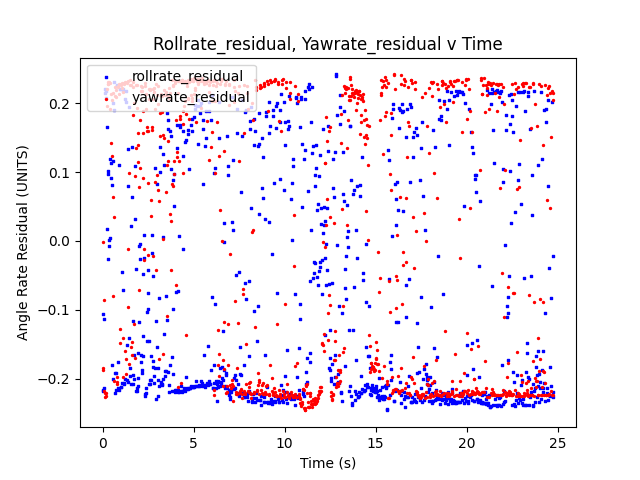 Rollrate_residual, Yawrate_residual v Time
rollrate_residual
yawrate_residual
Angle Rate Residual (UNITS)
0.2
0.1
0.0
−0.1
−0.2
0
5
10
15
20
25
Time (s)